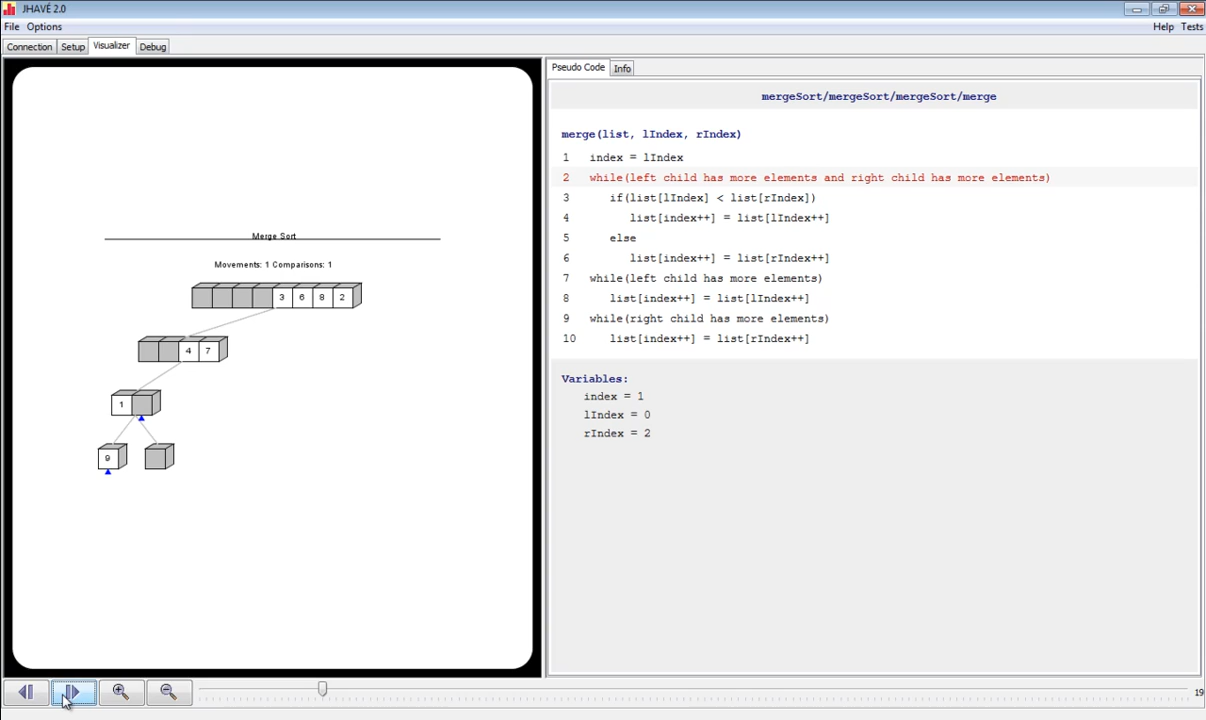 JHAVÉ 2.0
File Options
Help Tests
Connection Setup Visualizer Debug
Merge Sort
Movements: 1 Comparisons: 1
3 6 8 2
4 7
1
9
Pseudo Code Info
mergeSort/mergeSort/mergeSort/merge
merge(list, lIndex, rIndex)
1 index = lIndex
2 while(left child has more elements and right child has more elements)
3 if(list[lIndex] < list[rIndex])
4 list[index++] = list[lIndex++]
5 else
6 list[index++] = list[rIndex++]
7 while(left child has more elements)
8 list[index++] = list[lIndex++]
9 while(right child has more elements)
10 list[index++] = list[rIndex++]
Variables:
index = 1
lIndex = 0
rIndex = 2
19